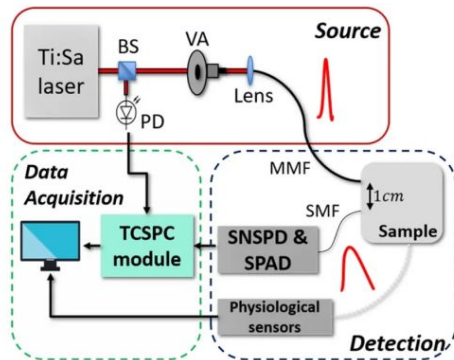 Source
Ti:Sa
laser
BS
VA
PD
Lens
MMF
1cm
Sample
SMF
Data
Acquisition
TCSPC
module
SNSPD &
SPAD
Physiological
sensors
Detection